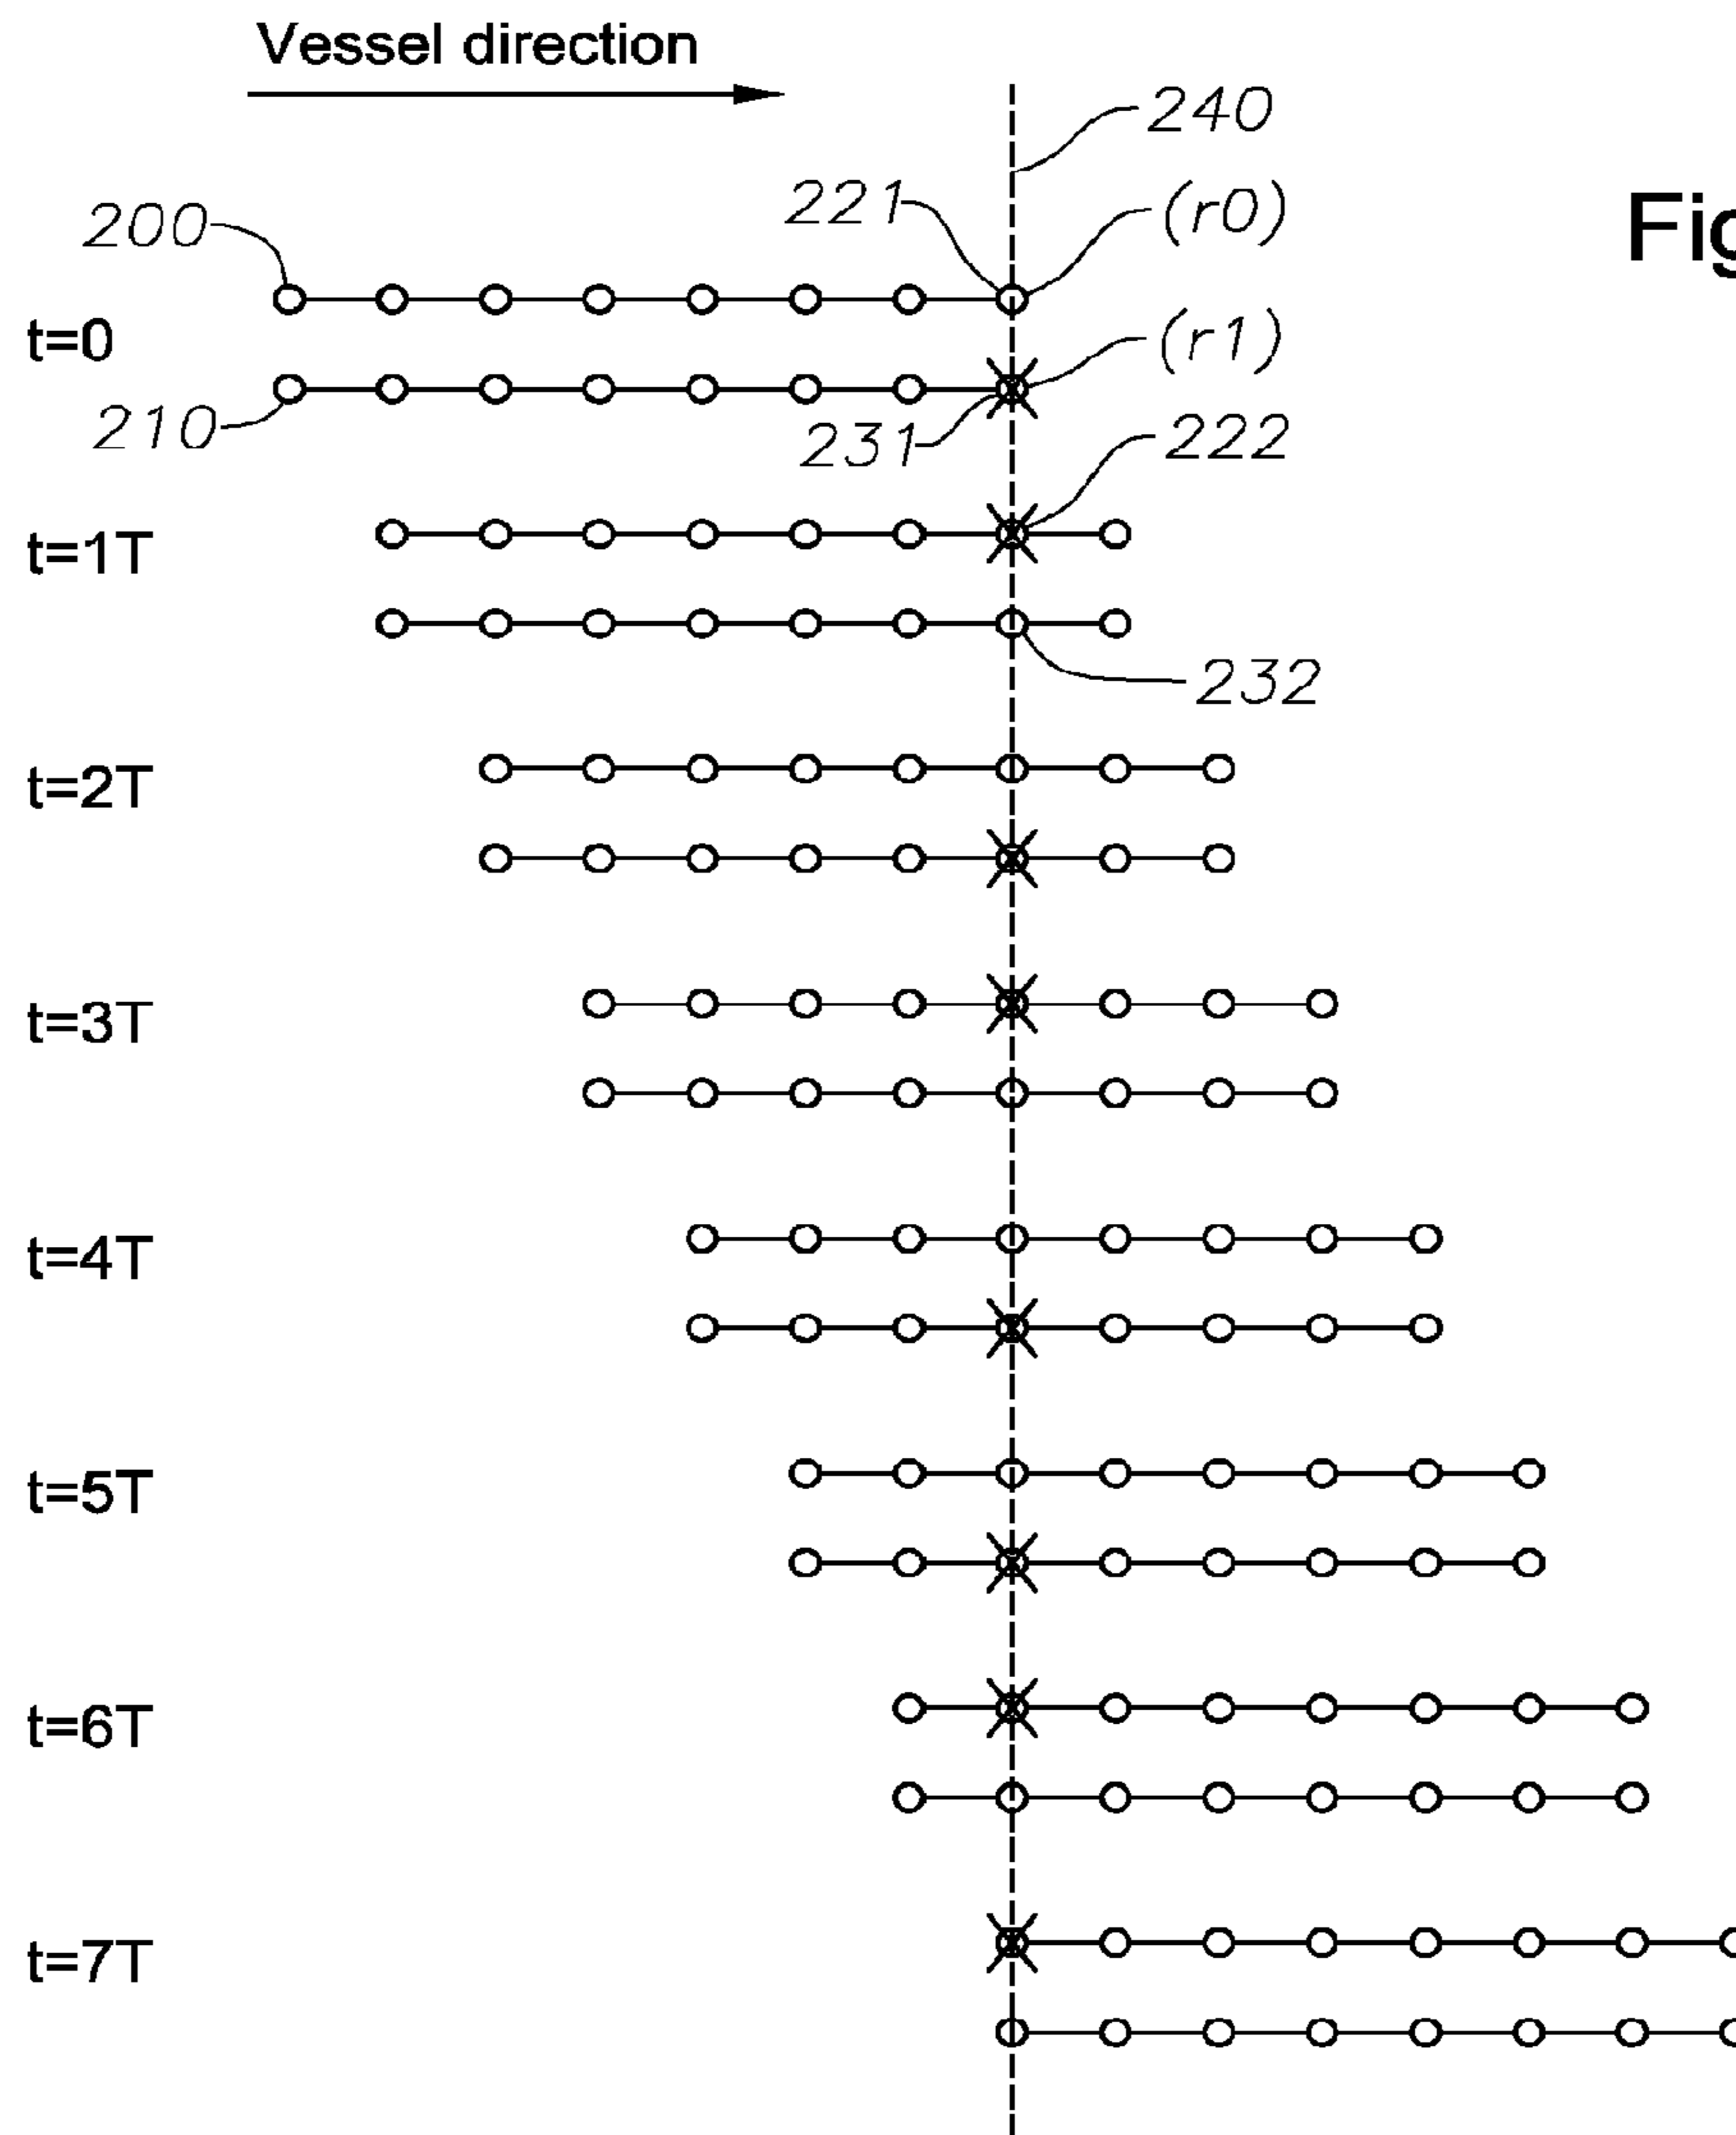 Vessel direction
240
221
(r0)
200
Fig
t=0
(r1)
210
231
222
t=1T
232
t=2T
t=3T
t=4T
t=5T
t=6T
t=7T